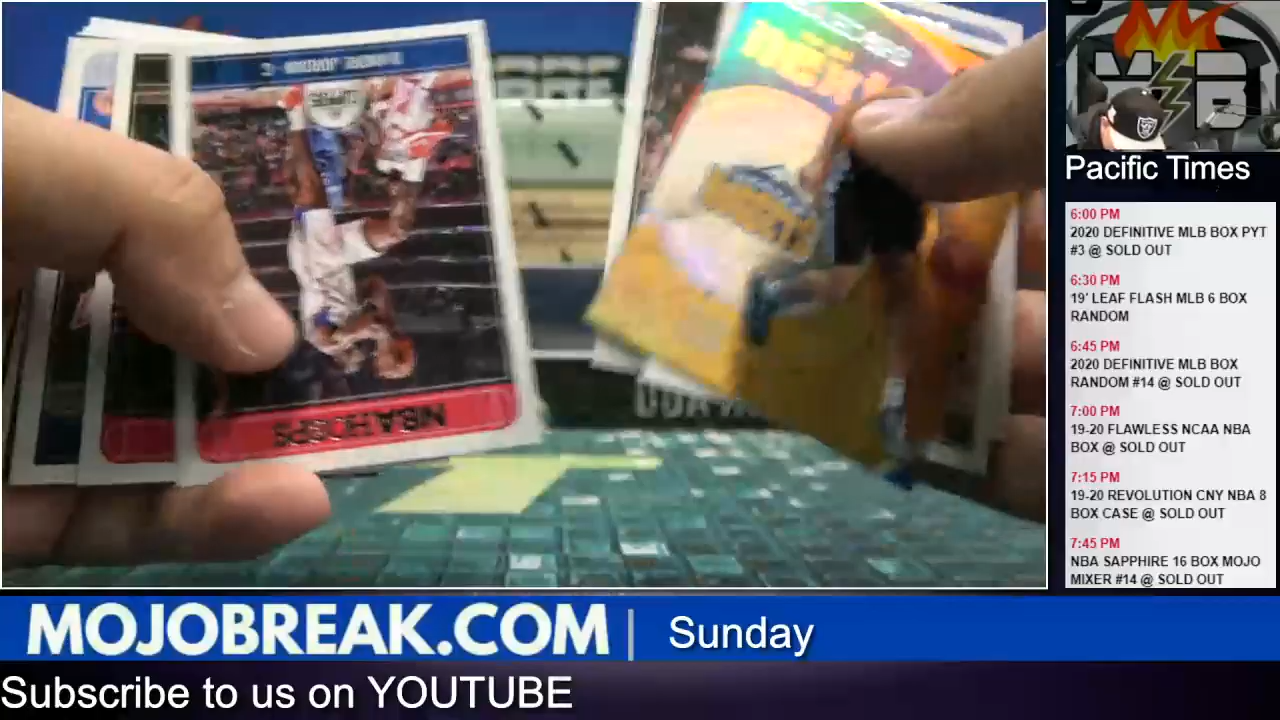 DEANDRE JORDAN • C
NBA HOOPS
Pacific Times
6:00 PM
2020 DEFINITIVE MLB BOX PYT
#3 @ SOLD OUT
6:30 PM
19' LEAF FLASH MLB 6 BOX
RANDOM
6:45 PM
2020 DEFINITIVE MLB BOX
RANDOM #14 @ SOLD OUT
7:00 PM
19-20 FLAWLESS NCAA NBA
BOX @ SOLD OUT
7:15 PM
19-20 REVOLUTION CNY NBA 8
BOX CASE @ SOLD OUT
7:45 PM
NBA SAPPHIRE 16 BOX MOJO
MIXER #14 @ SOLD OUT
MOJOBREAK.COM | Sunday
Subscribe to us on YOUTUBE